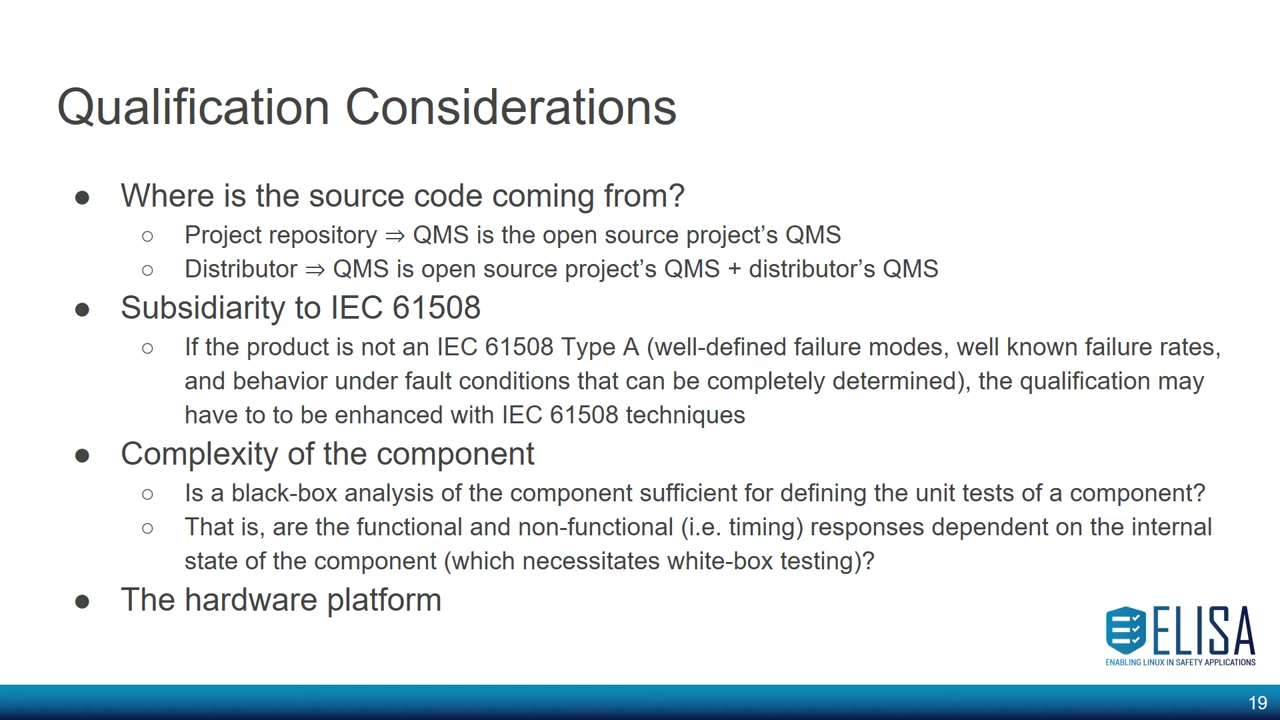 Qualification Considerations
● Where is the source code coming from?
○ Project repository ⇒ QMS is the open source project's QMS
○ Distributor ⇒ QMS is open source project's QMS + distributor's QMS
● Subsidiarity to IEC 61508
○ If the product is not an IEC 61508 Type A (well-defined failure modes, well known failure rates,
and behavior under fault conditions that can be completely determined), the qualification may
have to to be enhanced with IEC 61508 techniques
● Complexity of the component
○ Is a black-box analysis of the component sufficient for defining the unit tests of a component?
○ That is, are the functional and non-functional (i.e. timing) responses dependent on the internal
state of the component (which necessitates white-box testing)?
● The hardware platform
ELISA
ENABLING LINUX IN SAFETY APPLICATIONS
19